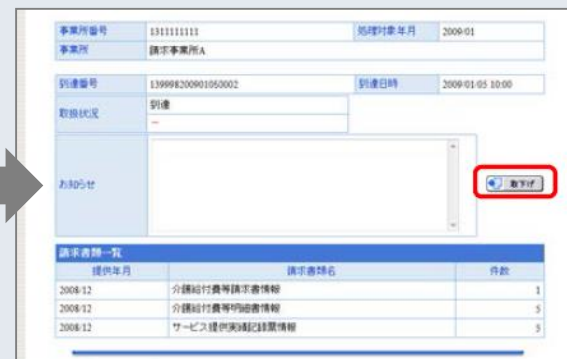 事業所番号 1311111111 処理対象年月 2009/01
事業所 請求事業所A
到達番号 139998200901050002 到達日時 2009/01/05 10:00
取扱状況 到達
―
お知らせ
取下げ
請求書類一覧
提供年月 請求書類名 件数
2008/12 介護給付費等請求書情報 1
2008/12 介護給付費等明細書情報 5
2008/12 サービス提供実績記録票情報 5